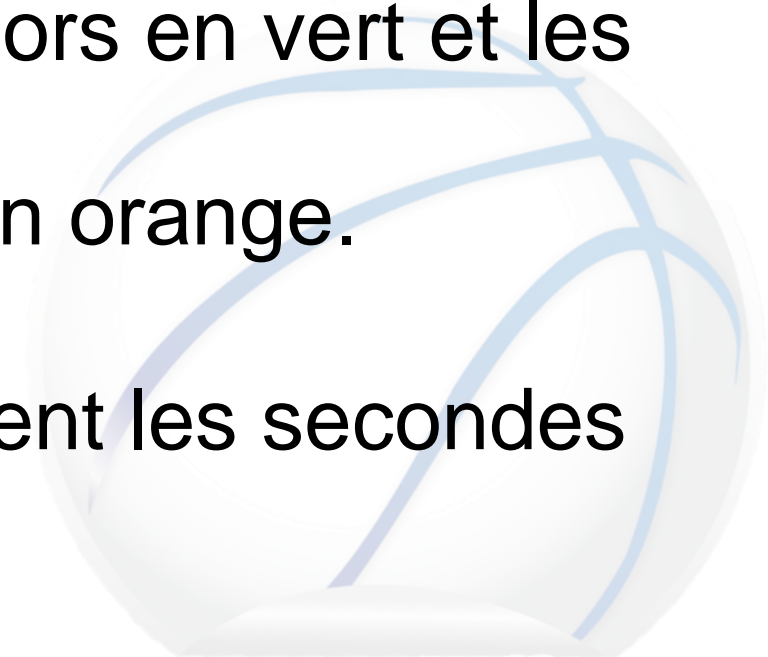 ors en vert et les
n orange.
ent les secondes